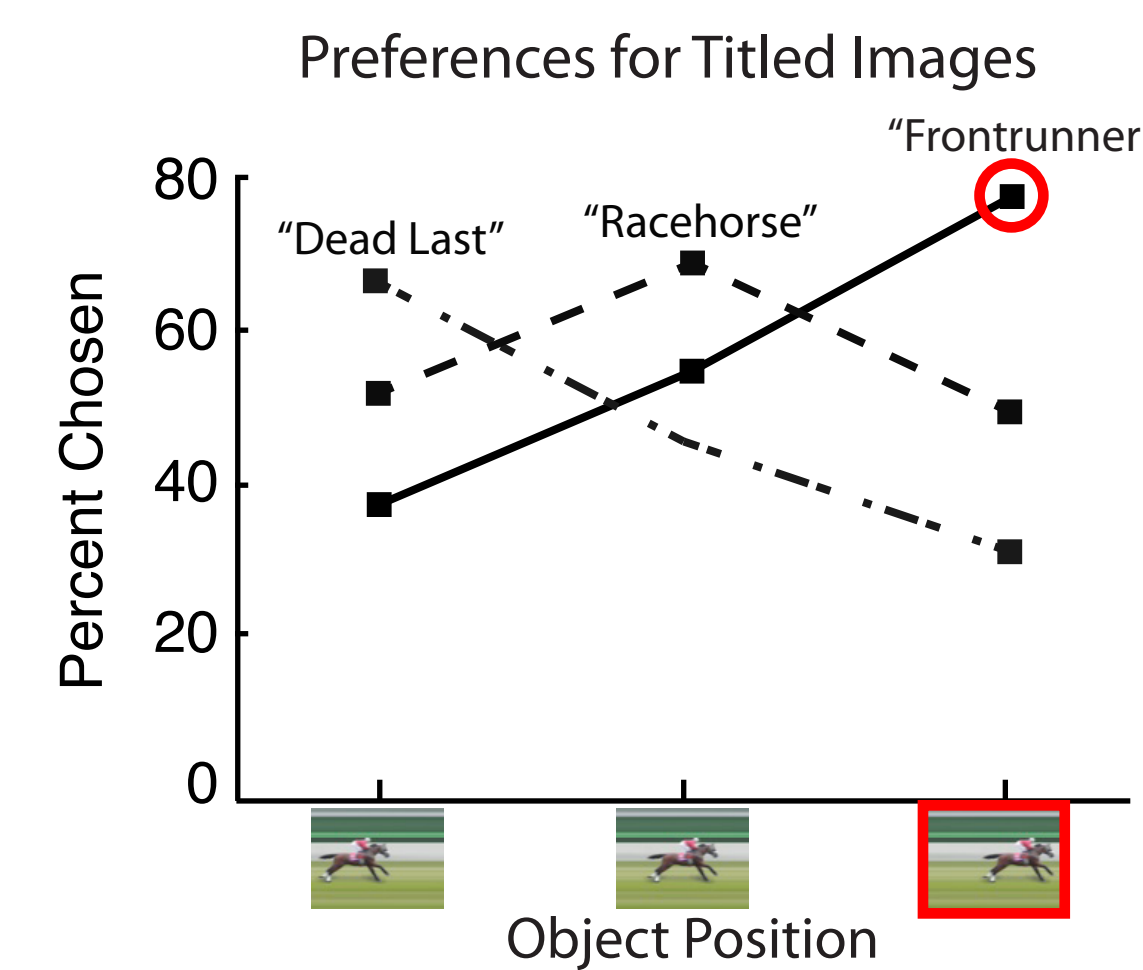 Preferences for Titled Images
“Frontrunner
“Dead Last”
“Racehorse”
Percent Chosen
80
60
40
20
0
Object Position